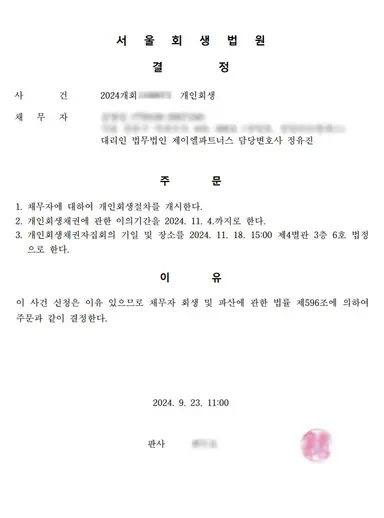 서 울 회 생 법 원
결 정
사 건 2024개회 개인회생
채 무 자
대리인 법무법인 제이엘파트너스 담당변호사 정유진
주 문
1. 채무자에 대하여 개인회생절차를 개시한다.
2. 개인회생채권에 관한 이의기간을 2024. 11. 4.까지로 한다.
3. 개인회생채권자집회의 기일 및 장소를 2024. 11. 18. 15:00 제4별관 3층 6호 법정
으로 한다.
이 유
이 사건 신청은 이유 있으므로 채무자 회생 및 파산에 관한 법률 제596조에 의하여
주문과 같이 결정한다.
2024. 9. 23. 11:00
판사